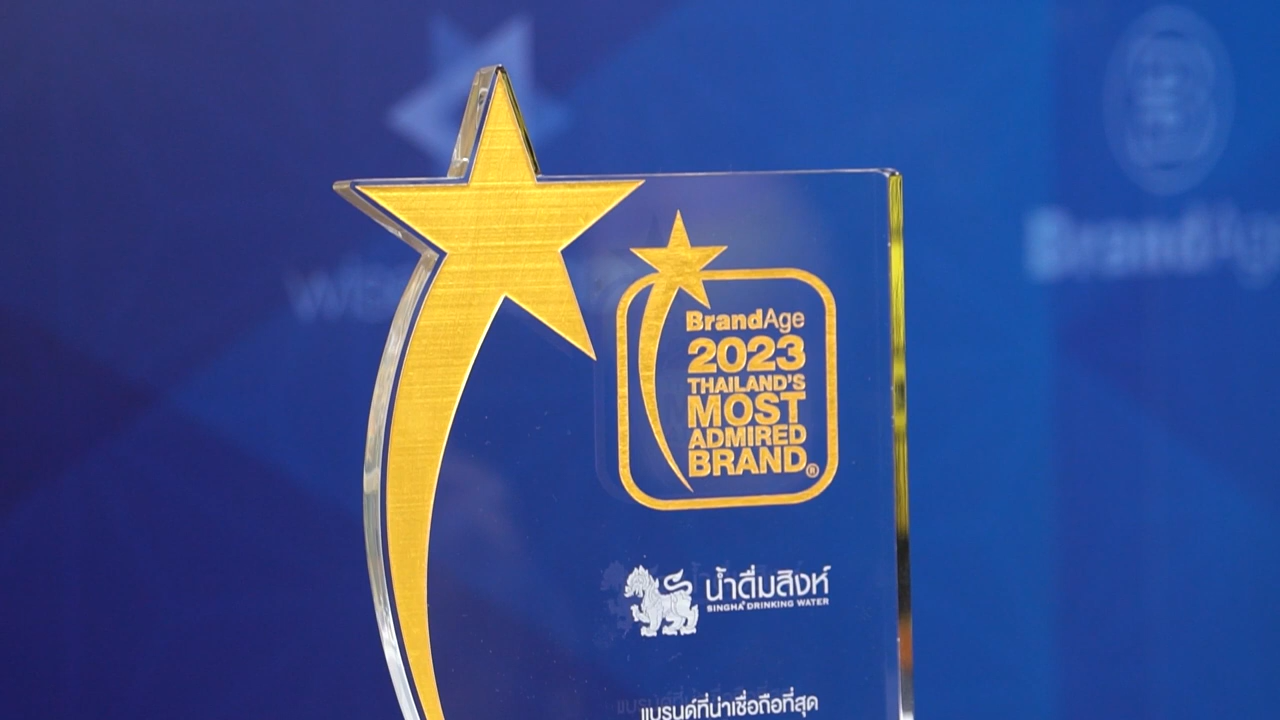 BrandAge
2023
THAILAND'S
MOST
ADMIRED
BRAND®
น้ำดื่มสิงห์
SINGHA DRINKING WATER
แบรนด์ที่น่าเชื่อถือที่สุด
BrandAge